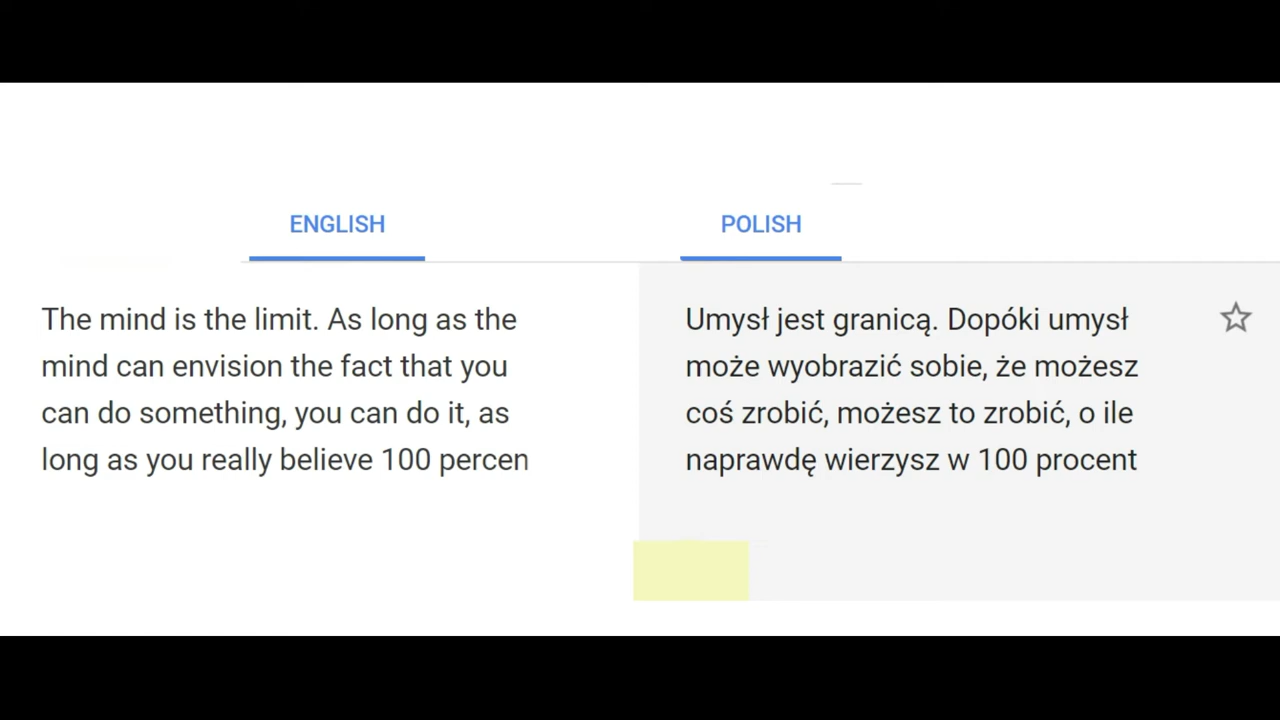 ENGLISH
POLISH
The mind is the limit. As long as the
mind can envision the fact that you
can do something, you can do it, as
long as you really believe 100 percen
Umysł jest granicą. Dopóki umysł
może wyobrazić sobie, że możesz
coś zrobić, możesz to zrobić, o ile
naprawdę wierzysz w 100 procent